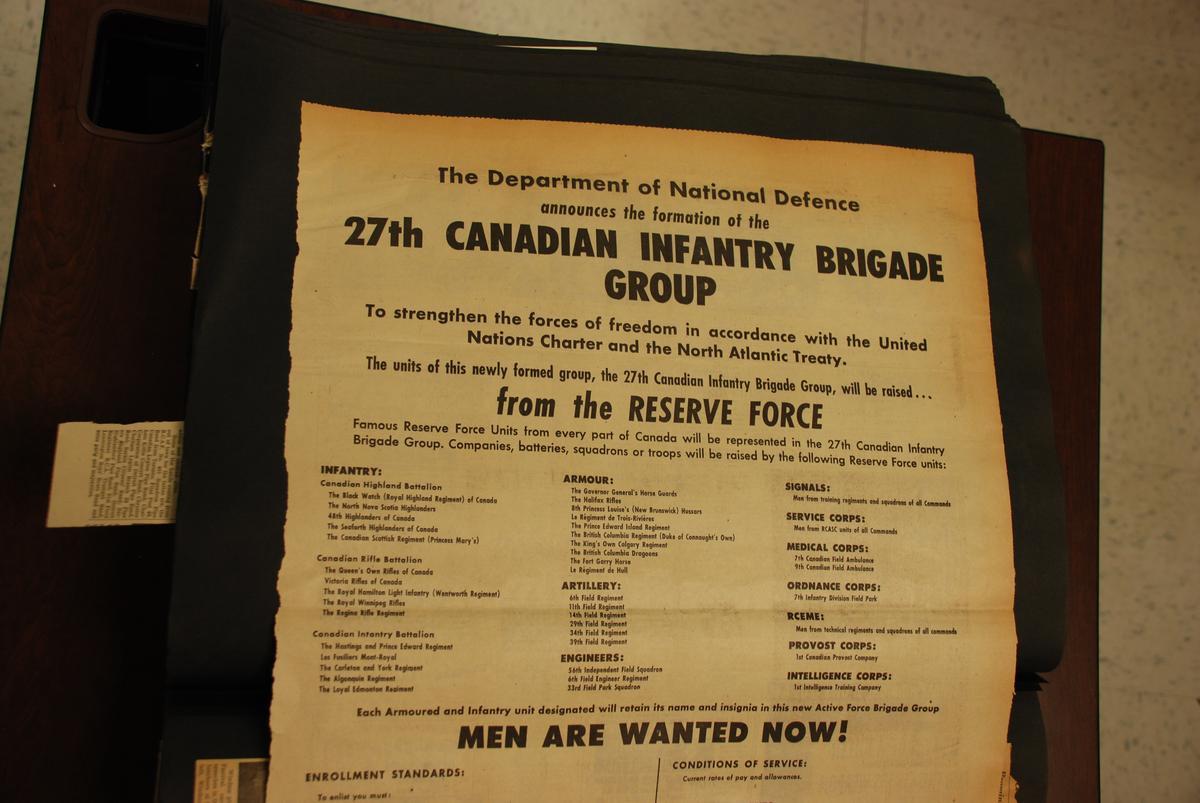 The Department of National Defence
announces the formation of the
27th CANADIAN INFANTRY BRIGADE
GROUP
To strengthen the forces of freedom in accordance with the United
Nations Charter and the North Atlantic Treaty.
The units of this newly formed group, the 27th Canadian Infantry Brigade Group, will be raised...
from the RESERVE FORCE
Famous Reserve Force Units from every part of Canada will be represented in the 27th Canadian Infantry
Brigade Group. Companies, batteries, squadrons or troops will be raised by the following Reserve Force units:
INFANTRY:
Canadian Highland Battalion
The Black Watch (Royal Highland Regiment) of Canada
The North Nova Scotia Highlanders
48th Highlanders of Canada
The Seaforth Highlanders of Canada
The Canadian Scottish Regiment (Princess Mary's)
Canadian Rifle Battalion
The Queen's Own Rifles of Canada
Victoria Rifles of Canada
The Royal Hamilton Light Infantry (Wentworth Regiment)
The Royal Winnipeg Rifles
The Regina Rifle Regiment
Canadian Infantry Battalion
The Hastings and Prince Edward Regiment
Les Fusiliers Mont-Royal
The Carleton and York Regiment
The Algonquin Regiment
The Loyal Edmonton Regiment
ARMOUR:
The Governor General's Horse Guards
The Halifax Rifles
8th Princess Louise's (New Brunswick) Hussars
Le Régiment de Trois-Rivières
The Prince Edward Island Regiment
The British Columbia Regiment (Duke of Connaught's Own)
The King's Own Calgary Regiment
The British Columbia Dragoons
The Fort Garry Horse
Le Régiment de Hull
ARTILLERY:
6th Field Regiment
11th Field Regiment
14th Field Regiment
29th Field Regiment
34th Field Regiment
39th Field Regiment
ENGINEERS:
56th Independent Field Squadron
6th Field Engineer Regiment
33rd Field Park Squadron
SIGNALS:
Men from training regiments and squadrons of all Commands
SERVICE CORPS:
Men from RCASC units of all Commands
MEDICAL CORPS:
7th Canadian Field Ambulance
9th Canadian Field Ambulance
ORDNANCE CORPS:
7th Infantry Division Field Park
RCEME:
Men from technical regiments and squadrons of all commands
PROVOST CORPS:
1st Canadian Provost Company
INTELLIGENCE CORPS:
1st Intelligence Training Company
Each Armoured and Infantry unit designated will retain its name and insignia in this new Active Force Brigade Group
MEN ARE WANTED NOW!
ENROLLMENT STANDARDS:
To enlist you must:
CONDITIONS OF SERVICE:
Current rates of pay and allowances.